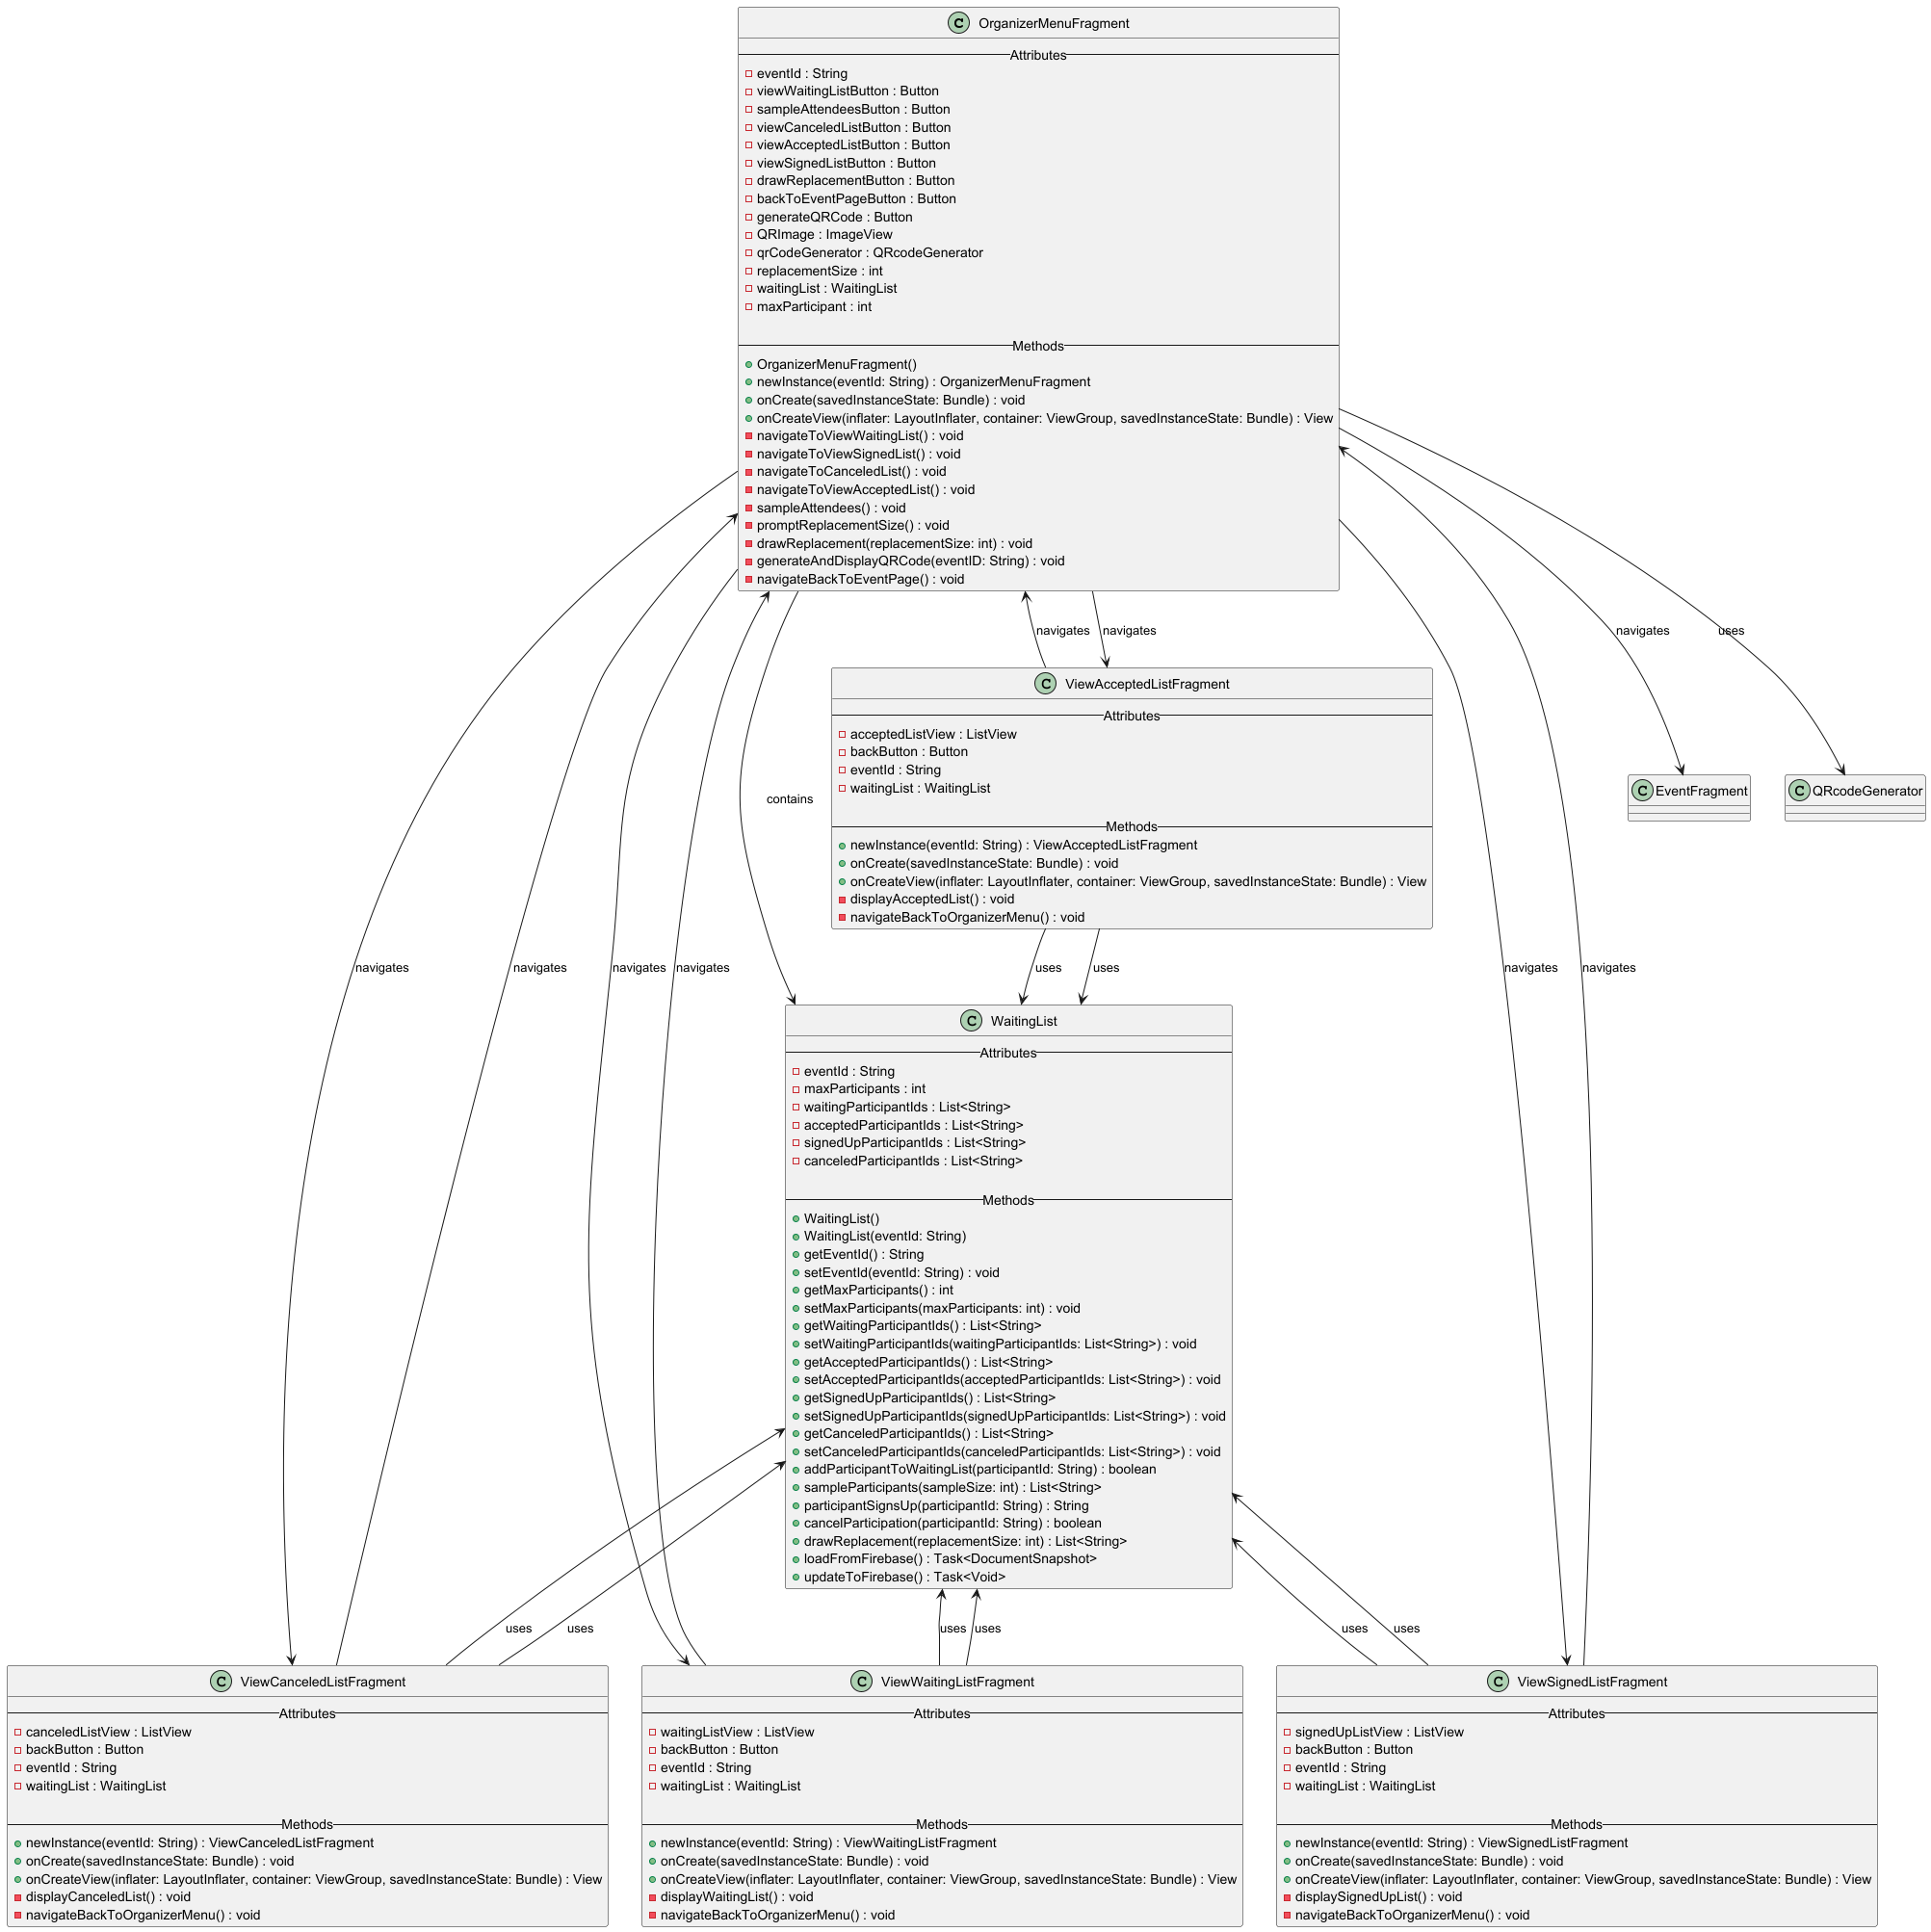 C OrganizerMenuFragment
Attributes
eventId : String
viewWaitingListButton : Button
sampleAttendeesButton : Button
viewCanceledListButton : Button
viewAcceptedListButton : Button
viewSignedListButton : Button
drawReplacementButton : Button
backToEventPageButton : Button
generateQRCode : Button
QRImage : ImageView
qrCodeGenerator : QRcodeGenerator
replacementSize : int
waitingList : WaitingList
maxParticipant : int
Methods
OrganizerMenuFragment()
newInstance(eventId: String) : OrganizerMenuFragment
onCreate(savedInstanceState: Bundle) : void
onCreateView(inflater: LayoutInflater, container: ViewGroup, savedInstanceState: Bundle) : View
navigateToViewWaitingList() : void
navigateToViewSignedList() : void
navigateToCanceledList() : void
navigateToViewAcceptedList() : void
sampleAttendees() : void
promptReplacementSize() : void
drawReplacement(replacementSize: int) : void
generateAndDisplayQRCode(eventID: String) : void
navigateBackToEventPage() : void
navigates
navigates
navigates
uses
C ViewAcceptedListFragment
Attributes
acceptedListView : ListView
backButton : Button
eventId : String
waitingList : WaitingList
Methods
newInstance(eventId: String) : ViewAcceptedListFragment
onCreate(savedInstanceState: Bundle) : void
onCreateView(inflater: LayoutInflater, container: ViewGroup, savedInstanceState: Bundle) : View
displayAcceptedList() : void
navigateBackToOrganizerMenu() : void
contains
C EventFragment
C QRcodeGenerator
navigates
navigates
navigates
navigates
uses
uses
navigates
navigates
C WaitingList
Attributes
eventId : String
maxParticipants : int
waitingParticipantIds : List<String>
acceptedParticipantIds : List<String>
signedUpParticipantIds : List<String>
canceledParticipantIds : List<String>
Methods
WaitingList()
WaitingList(eventId: String)
getEventId() : String
setEventId(eventId: String) : void
getMaxParticipants() : int
setMaxParticipants(maxParticipants: int) : void
getWaitingParticipantIds() : List<String>
setWaitingParticipantIds(waitingParticipantIds: List<String>) : void
getAcceptedParticipantIds() : List<String>
setAcceptedParticipantIds(acceptedParticipantIds: List<String>) : void
getSignedUpParticipantIds() : List<String>
setSignedUpParticipantIds(signedUpParticipantIds: List<String>) : void
getCanceledParticipantIds() : List<String>
setCanceledParticipantIds(canceledParticipantIds: List<String>) : void
addParticipantToWaitingList(participantId: String) : boolean
sampleParticipants(sampleSize: int) : List<String>
participantSignsUp(participantId: String) : String
cancelParticipation(participantId: String) : boolean
drawReplacement(replacementSize: int) : List<String>
loadFromFirebase() : Task<DocumentSnapshot>
updateToFirebase() : Task<Void>
uses
uses
uses
uses
uses
uses
C ViewCanceledListFragment
Attributes
canceledListView : ListView
backButton : Button
eventId : String
waitingList : WaitingList
Methods
newInstance(eventId: String) : ViewCanceledListFragment
onCreate(savedInstanceState: Bundle) : void
onCreateView(inflater: LayoutInflater, container: ViewGroup, savedInstanceState: Bundle) : View
displayCanceledList() : void
navigateBackToOrganizerMenu() : void
C ViewWaitingListFragment
Attributes
waitingListView : ListView
backButton : Button
eventId : String
waitingList : WaitingList
Methods
newInstance(eventId: String) : ViewWaitingListFragment
onCreate(savedInstanceState: Bundle) : void
onCreateView(inflater: LayoutInflater, container: ViewGroup, savedInstanceState: Bundle) : View
displayWaitingList() : void
navigateBackToOrganizerMenu() : void
C ViewSignedListFragment
Attributes
signedUpListView : ListView
backButton : Button
eventId : String
waitingList : WaitingList
Methods
newInstance(eventId: String) : ViewSignedListFragment
onCreate(savedInstanceState: Bundle) : void
onCreateView(inflater: LayoutInflater, container: ViewGroup, savedInstanceState: Bundle) : View
displaySignedUpList() : void
navigateBackToOrganizerMenu() : void